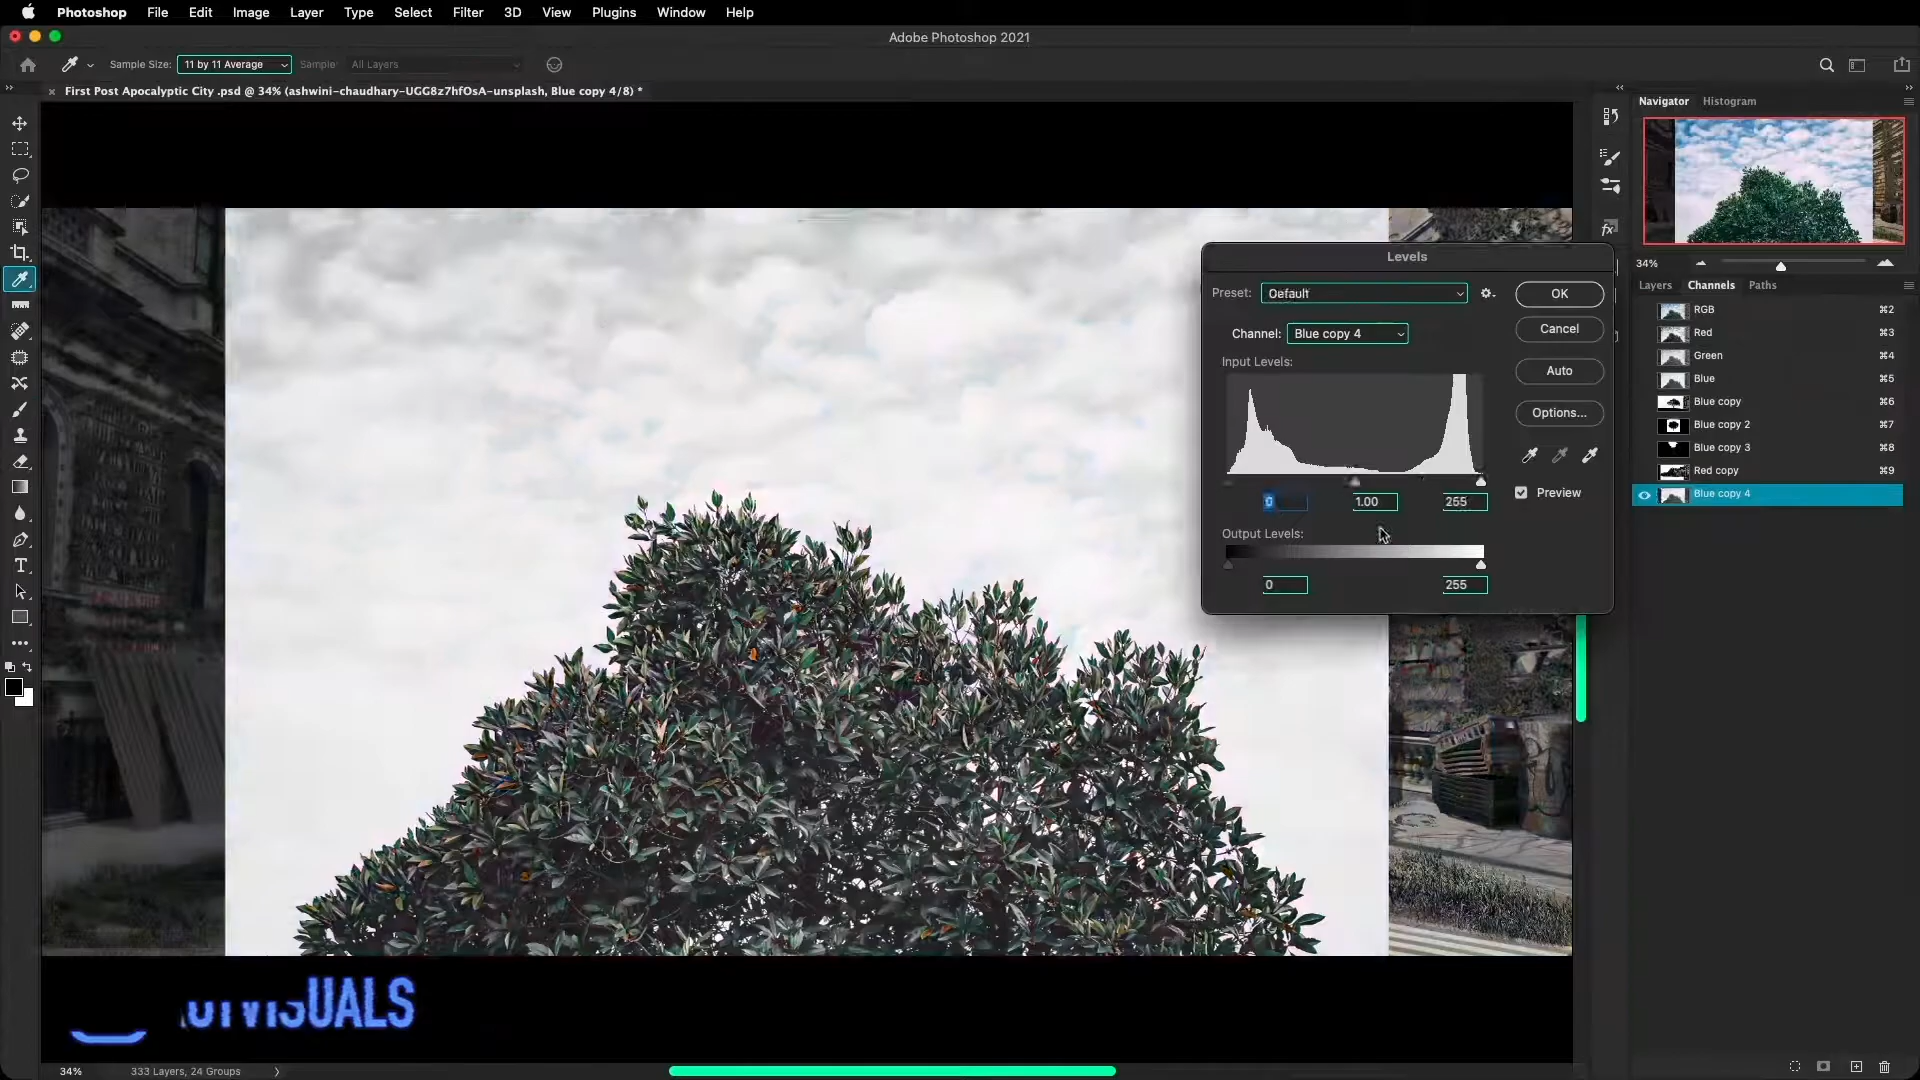 Photoshop File Edit Image Layer Type Select Filter 3D View Plugins Window Help
Adobe Photoshop 2021
Sample Size: 11 by 11 Average Sample: All Layers
First Post Apocalyptic City .psd @ 34% (ashwini-chaudhary-UGG8z7hfOsA-unsplash, Blue copy 4/8) *
Navigator Histogram
34%
Layers Channels Paths
RGB ⌘2
Red ⌘3
Green ⌘4
Blue ⌘5
Blue copy ⌘6
Blue copy 2 ⌘7
Blue copy 3 ⌘8
Red copy ⌘9
Blue copy 4
Levels
Preset: Default OK
Channel: Blue copy 4 Cancel
Input Levels:
Auto
Options...
Preview
0 1.00 255
Output Levels:
0 255
fx
T
34% 333 Layers, 24 Groups